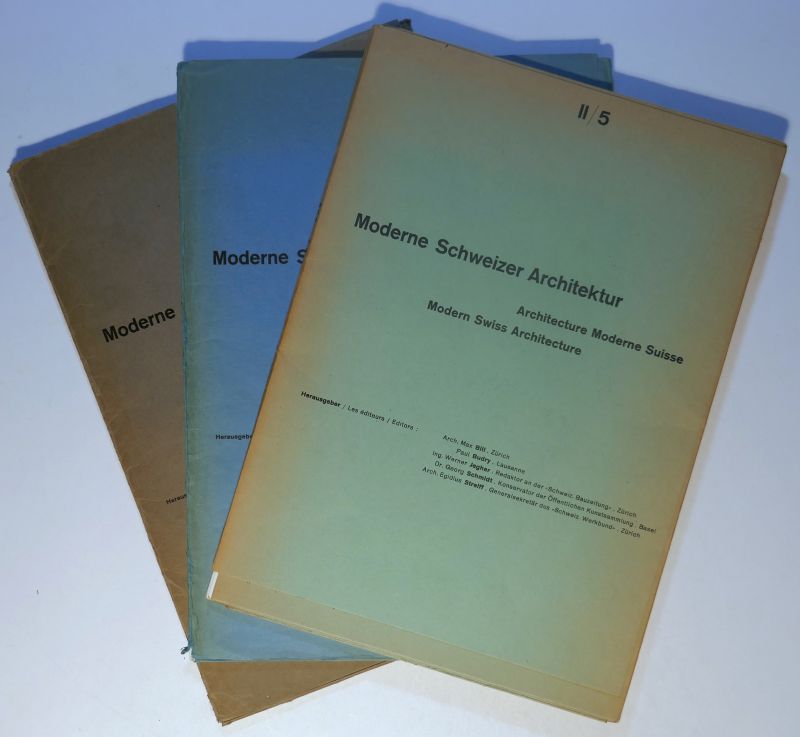 II/5
Moderne Schweizer Architektur
Architecture Moderne Suisse
Modern Swiss Architecture
Herausgeber / Les éditeurs / Editors :
Arch. Max Bill . Zürich
Paul Budry . Lausanne
Ing. Werner Jegher . Redaktor an der «Schweiz. Bauzeitung» . Zürich
Dr. Georg Schmidt . Konservator der Öffentlichen Kunstsammlung . Basel
Arch. Egidius Streiff . Generalsekretär des «Schweiz. Werkbund» . Zürich
Moderne S
Herausgeber
Moderne
Heraus